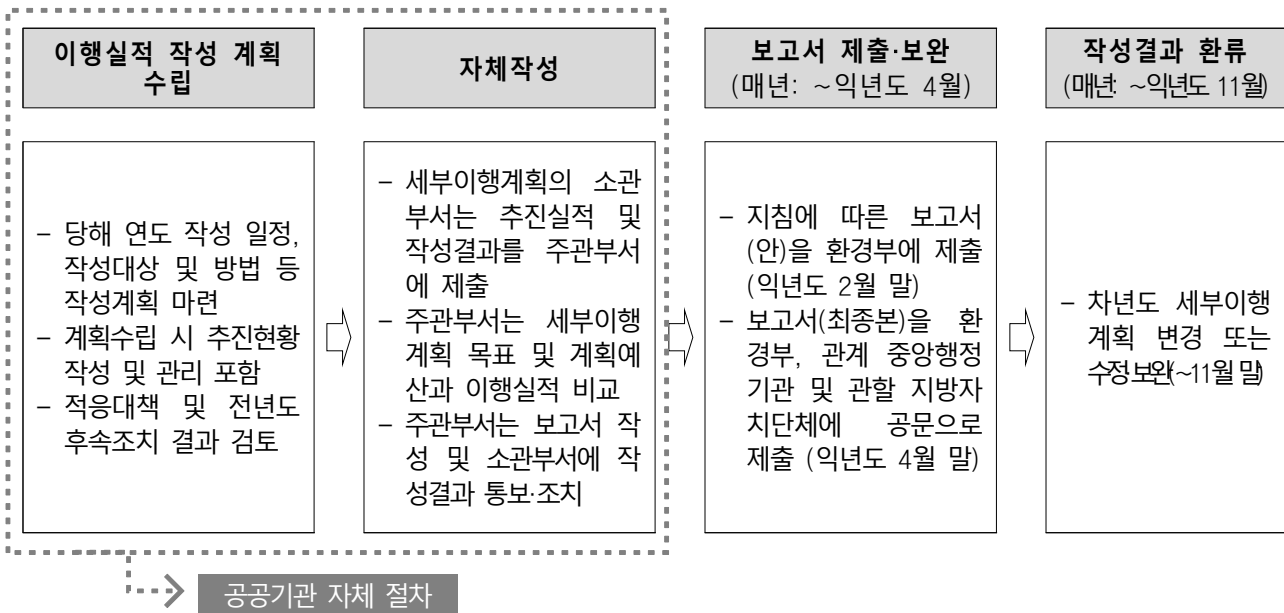 이행실적 작성 계획
수립
– 당해 연도 작성 일정,
작성대상 및 방법 등
작성계획 마련
– 계획수립 시 추진현황
작성 및 관리 포함
– 적응대책 및 전년도
후속조치 결과 검토
자체작성
– 세부이행계획의 소관
부서는 추진실적 및
작성결과를 주관부서
에 제출
– 주관부서는 세부이행
계획 목표 및 계획예
산과 이행실적 비교
– 주관부서는 보고서 작
성 및 소관부서에 작
성결과 통보·조치
보고서 제출·보완
(매년: ~익년도 4월)
– 지침에 따른 보고서
(안)을 환경부에 제출
(익년도 2월 말)
– 보고서(최종본)을 환
경부, 관계 중앙행정
기관 및 관할 지방자
치단체에 공문으로
제출 (익년도 4월 말)
작성결과 환류
(매년: ~익년도 11월)
– 차년도 세부이행
계획 변경 또는
수정·보완(~11월 말)
공공기관 자체 절차